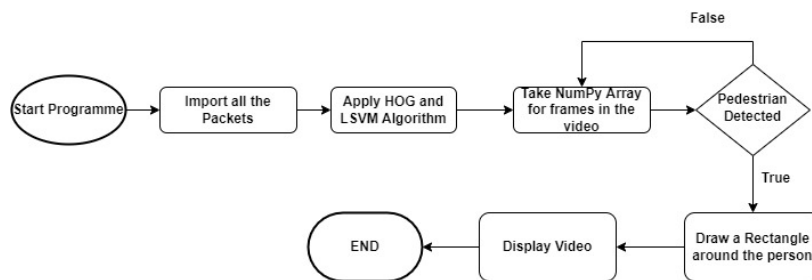 False
Start Programme
Import all the
Packets
Apply HOG and
LSVM Algorithm
Take NumPy Array
for frames in the
video
Pedestrian
Detected
True
END
Display Video
Draw a Rectangle
around the person